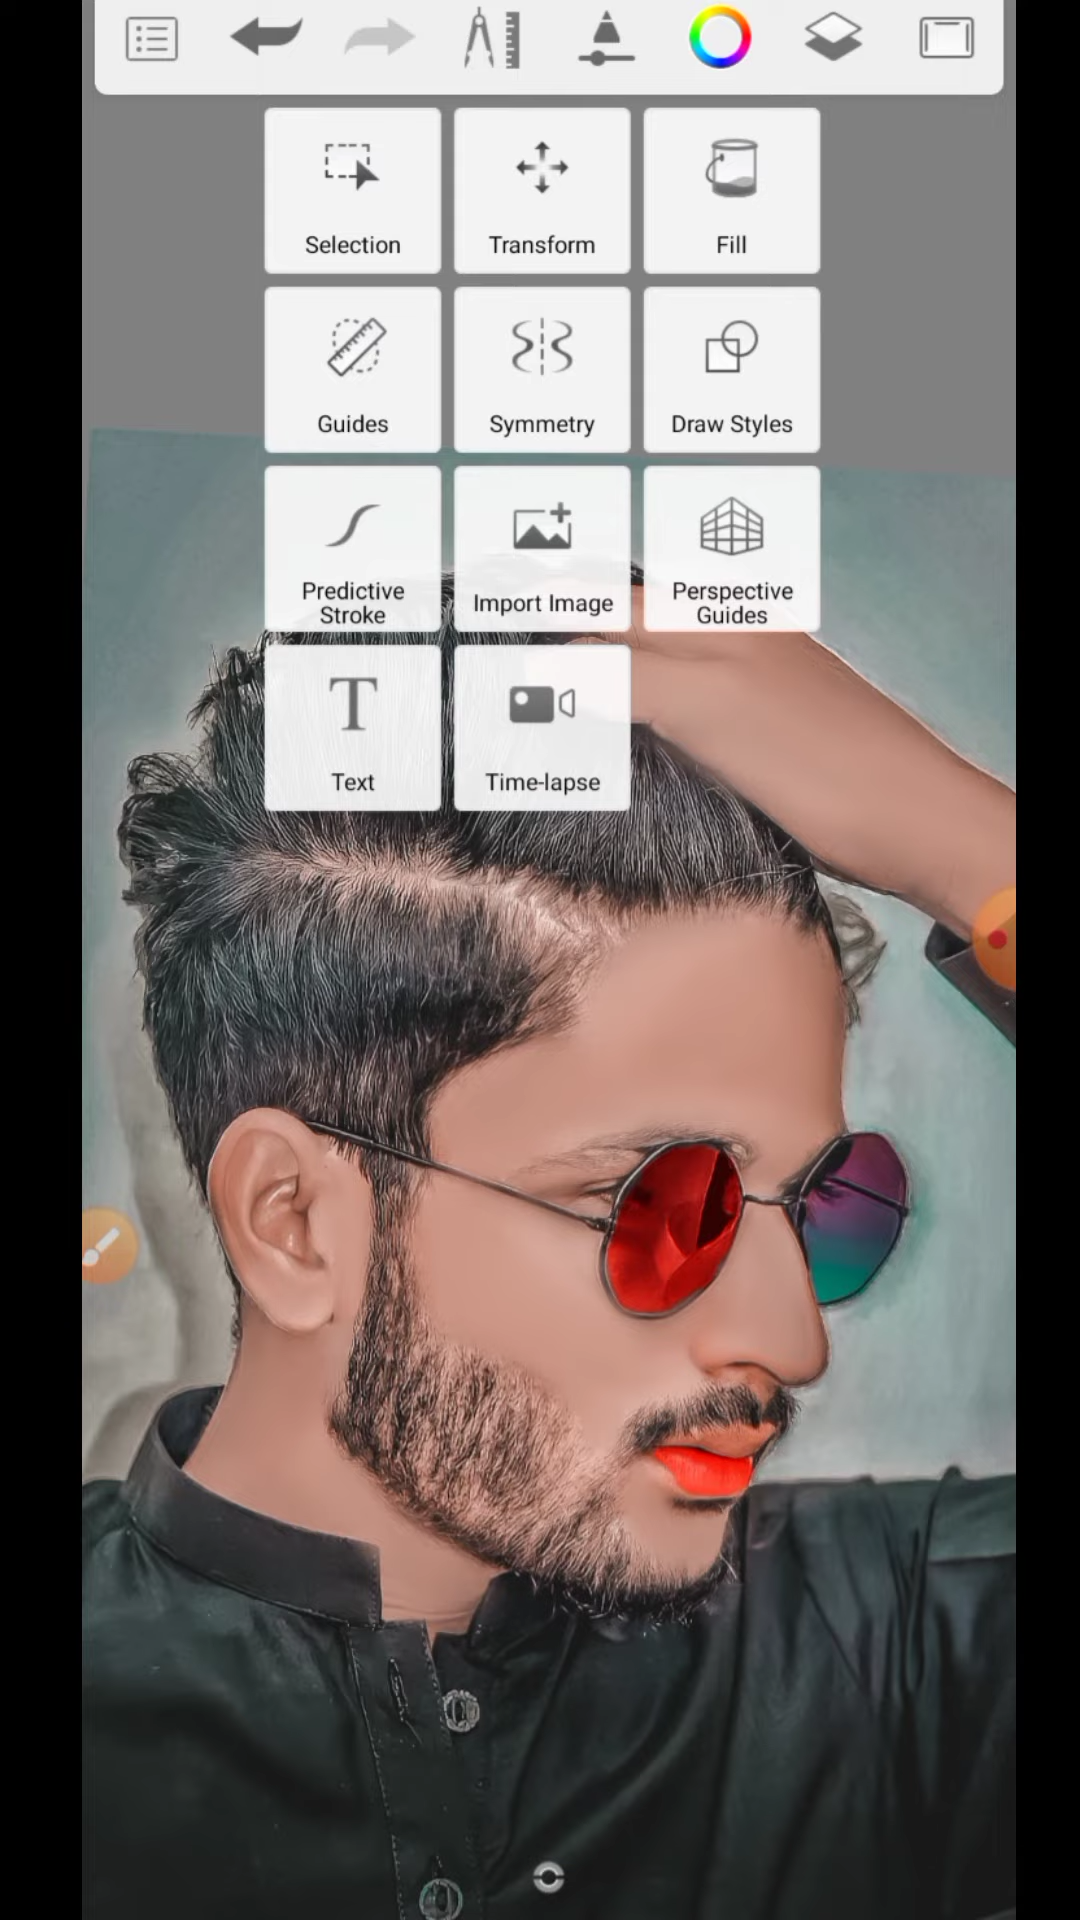 Selection
Transform
Fill
Guides
Symmetry
Draw Styles
Predictive
Stroke
Import Image
Perspective
Guides
Text
Time-lapse